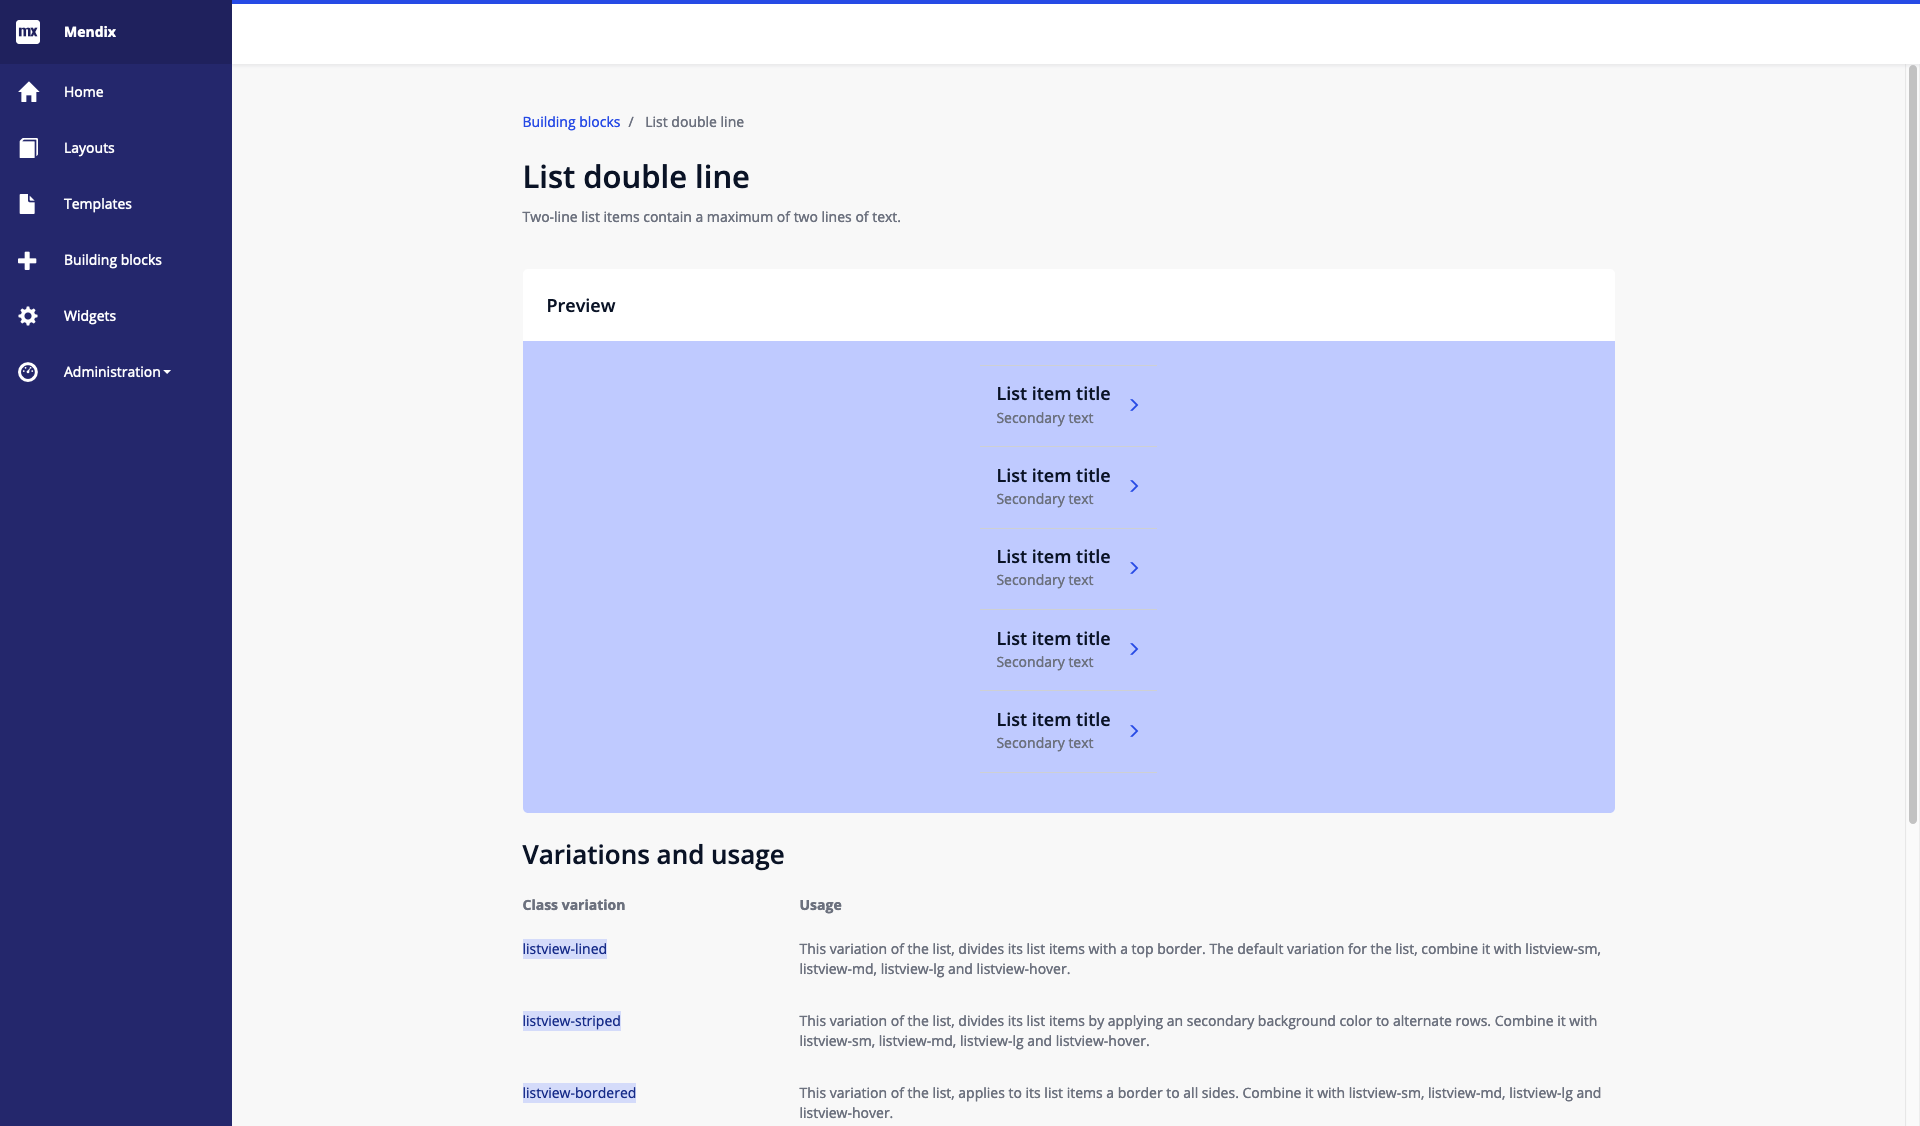 mx Mendix
Home
Layouts
Templates
Building blocks
Widgets
Administration
Building blocks / List double line
List double line
Two-line list items contain a maximum of two lines of text.
Preview
List item title
Secondary text
List item title
Secondary text
List item title
Secondary text
List item title
Secondary text
List item title
Secondary text
Variations and usage
Class variation Usage
listview-lined This variation of the list, divides its list items with a top border. The default variation for the list, combine it with listview-sm,
listview-md, listview-lg and listview-hover.
listview-striped This variation of the list, divides its list items by applying an secondary background color to alternate rows. Combine it with
listview-sm, listview-md, listview-lg and listview-hover.
listview-bordered This variation of the list, applies to its list items a border to all sides. Combine it with listview-sm, listview-md, listview-lg and
listview-hover.